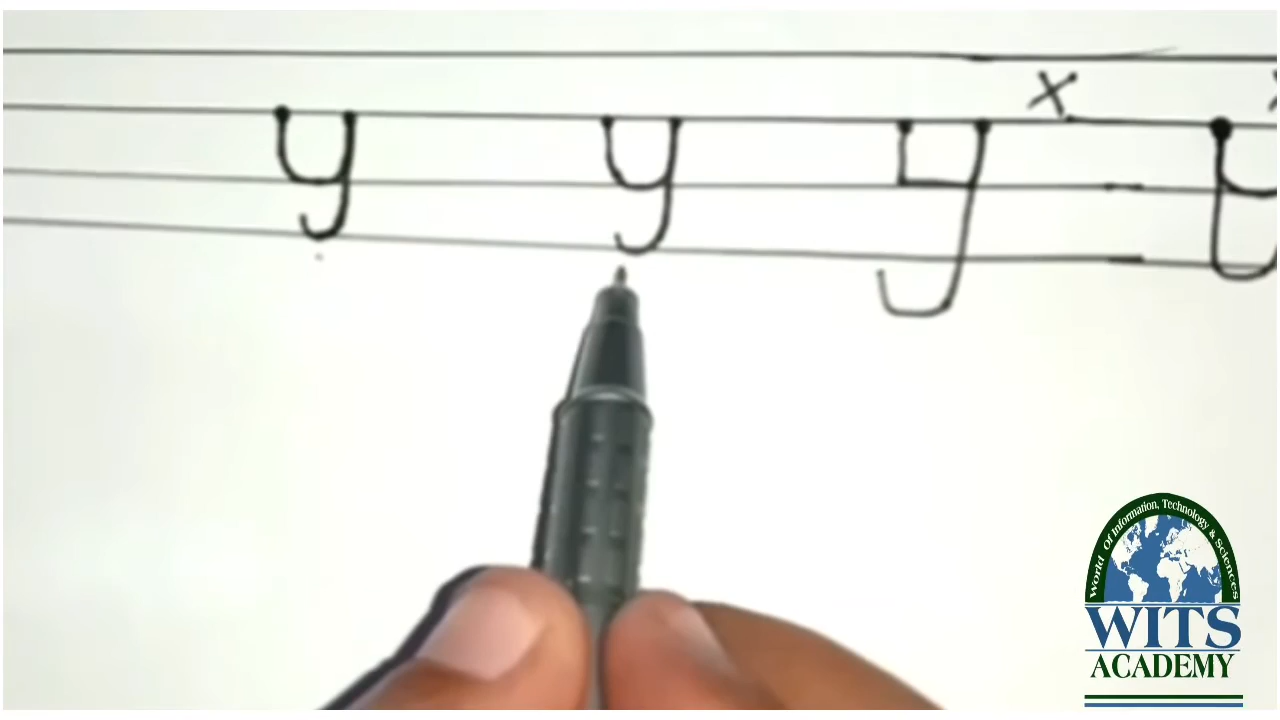 y y y x y
World Of Information, Technology & Sciences
WITS
ACADEMY